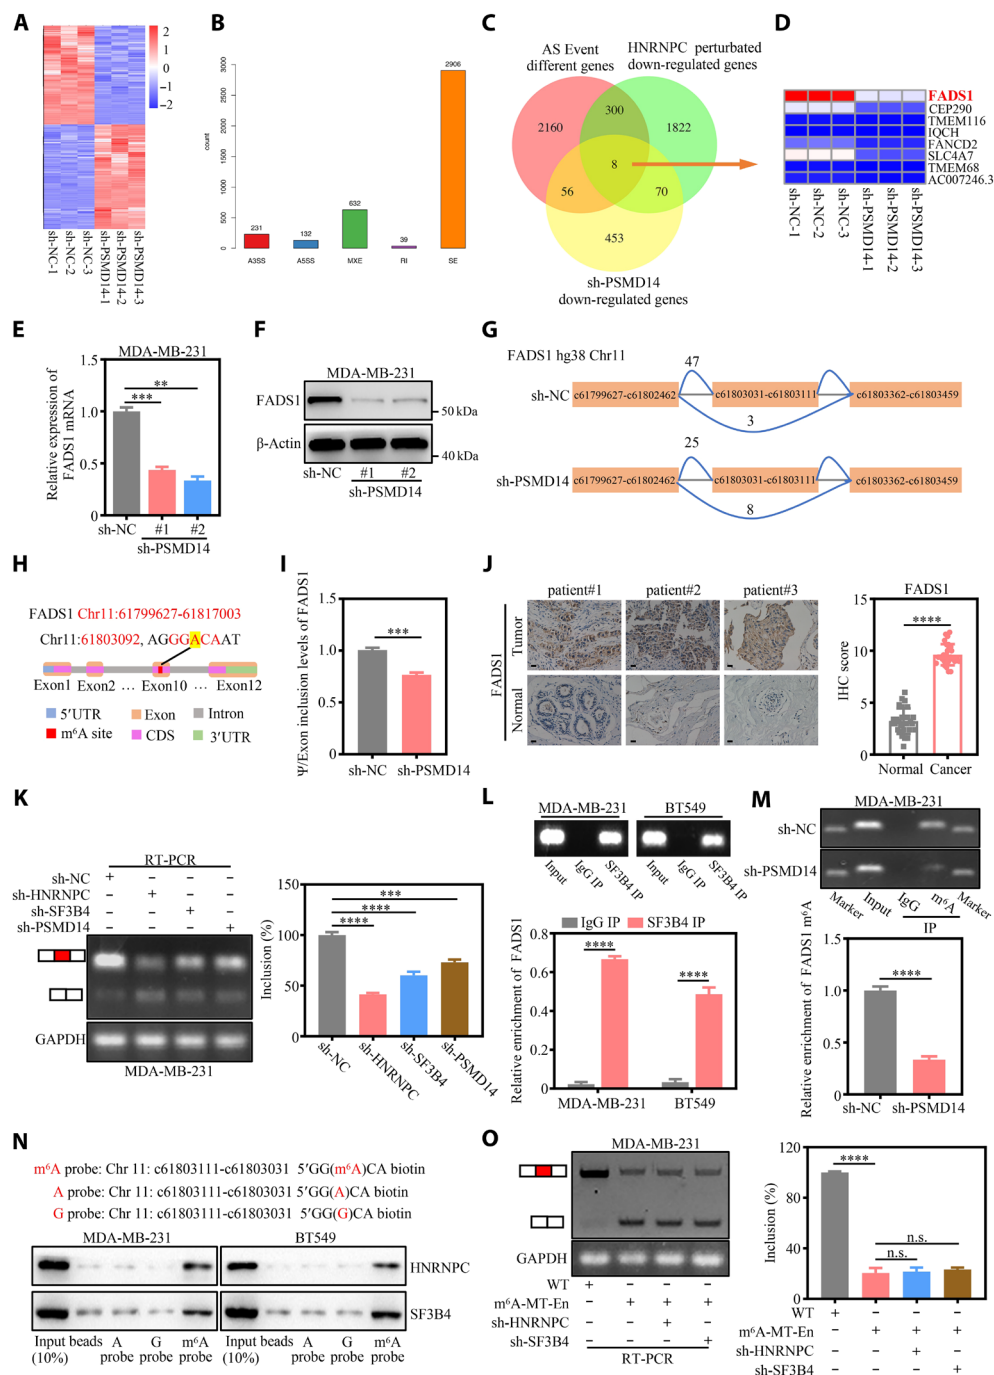 A
2
1
0
−1
−2
sh-NC-1
sh-NC-2
sh-NC-3
sh-PSMD14-1
sh-PSMD14-2
sh-PSMD14-3
B
count
3000
2500
2000
1500
1000
500
0
231
132
632
39
2906
A3SS
A5SS
MXE
RI
SE
C
AS Event
different genes
HNRNPC perturbated
down-regulated genes
2160
300
1822
8
56
70
453
sh-PSMD14
down-regulated genes
D
FADS1
CEP290
TMEM116
IQCH
FANCD2
SLC4A7
TMEM68
AC007246.3
sh-NC-1
sh-NC-2
sh-NC-3
sh-PSMD14-1
sh-PSMD14-2
sh-PSMD14-3
E
MDA-MB-231
Relative expression of
FADS1 mRNA
1.5
1.0
0.5
0
**
***
sh-NC
#1
#2
sh-PSMD14
F
MDA-MB-231
FADS1
50 kDa
β-Actin
40 kDa
sh-NC
#1
#2
sh-PSMD14
G
FADS1 hg38 Chr11
47
sh-NC
c61799627-c61802462
c61803031-c61803111
c61803362-c61803459
3
25
sh-PSMD14
c61799627-c61802462
c61803031-c61803111
c61803362-c61803459
8
H
FADS1 Chr11:61799627-61817003
Chr11:61803092, AGGGACAAT
Exon1
Exon2
…
Exon10
…
Exon12
5′UTR
Exon
Intron
m⁶A site
CDS
3′UTR
I
Ψ/Exon inclusion levels of FADS1
1.5
1.0
0.5
0
***
sh-NC
sh-PSMD14
J
patient#1
patient#2
patient#3
FADS1
Tumor
Normal
FADS1
IHC score
15
10
5
0
****
Normal
Cancer
K
RT-PCR
sh-NC + − − −
sh-HNRNPC − + − −
sh-SF3B4 − − + −
sh-PSMD14 − − − +
GAPDH
MDA-MB-231
Inclusion (%)
150
100
50
0
***
****
****
sh-NC
sh-HNRNPC
sh-SF3B4
sh-PSMD14
L
MDA-MB-231
BT549
Input
IgG IP
SF3B4 IP
Input
IgG IP
SF3B4 IP
IgG IP
SF3B4 IP
Relative enrichment of FADS1
0.8
0.6
0.4
0.2
0
****
****
MDA-MB-231
BT549
M
MDA-MB-231
sh-NC
sh-PSMD14
Marker
Input
IgG
m⁶A
Marker
IP
Relative enrichment of FADS1 m⁶A
1.5
1.0
0.5
0
****
sh-NC
sh-PSMD14
N
m⁶A probe: Chr 11: c61803111-c61803031 5′GG(m⁶A)CA biotin
A probe: Chr 11: c61803111-c61803031 5′GG(A)CA biotin
G probe: Chr 11: c61803111-c61803031 5′GG(G)CA biotin
MDA-MB-231
BT549
HNRNPC
SF3B4
Input
(10%)
beads
A
probe
G
probe
m⁶A
probe
Input
(10%)
beads
A
probe
G
probe
m⁶A
probe
O
MDA-MB-231
GAPDH
WT + − − −
m⁶A-MT-En − + + +
sh-HNRNPC − − + −
sh-SF3B4 − − − +
RT-PCR
Inclusion (%)
120
80
40
0
****
n.s.
n.s.
WT + − − −
m⁶A-MT-En − + + +
sh-HNRNPC − − + −
sh-SF3B4 − − − +